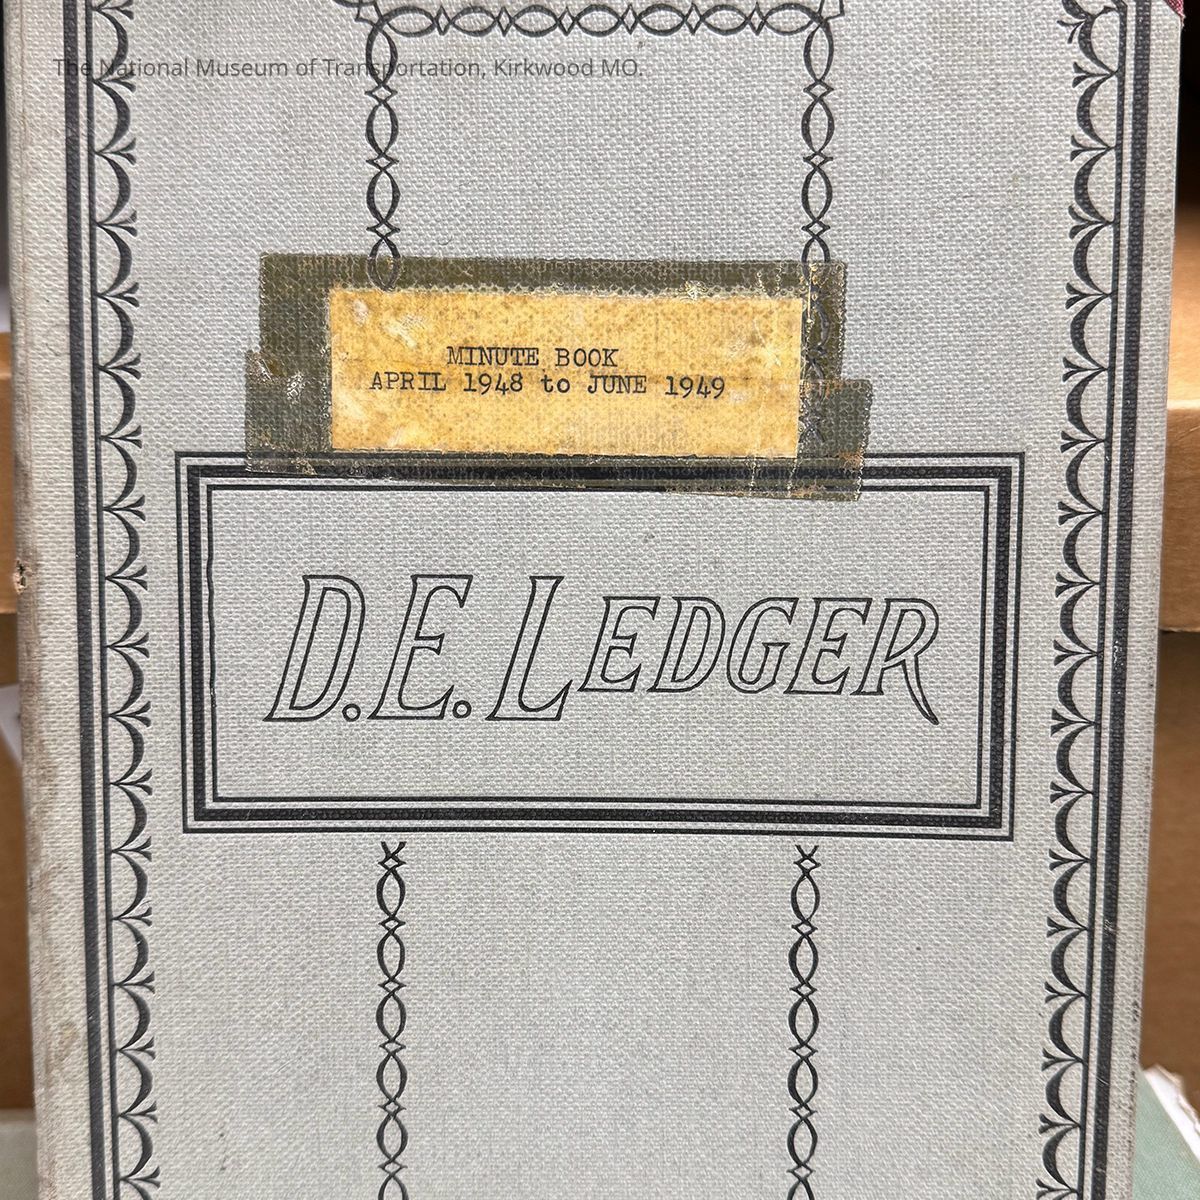 The National Museum of Transportation, Kirkwood MO.
MINUTE BOOK
APRIL 1948 to JUNE 1949
D.E. LEDGER